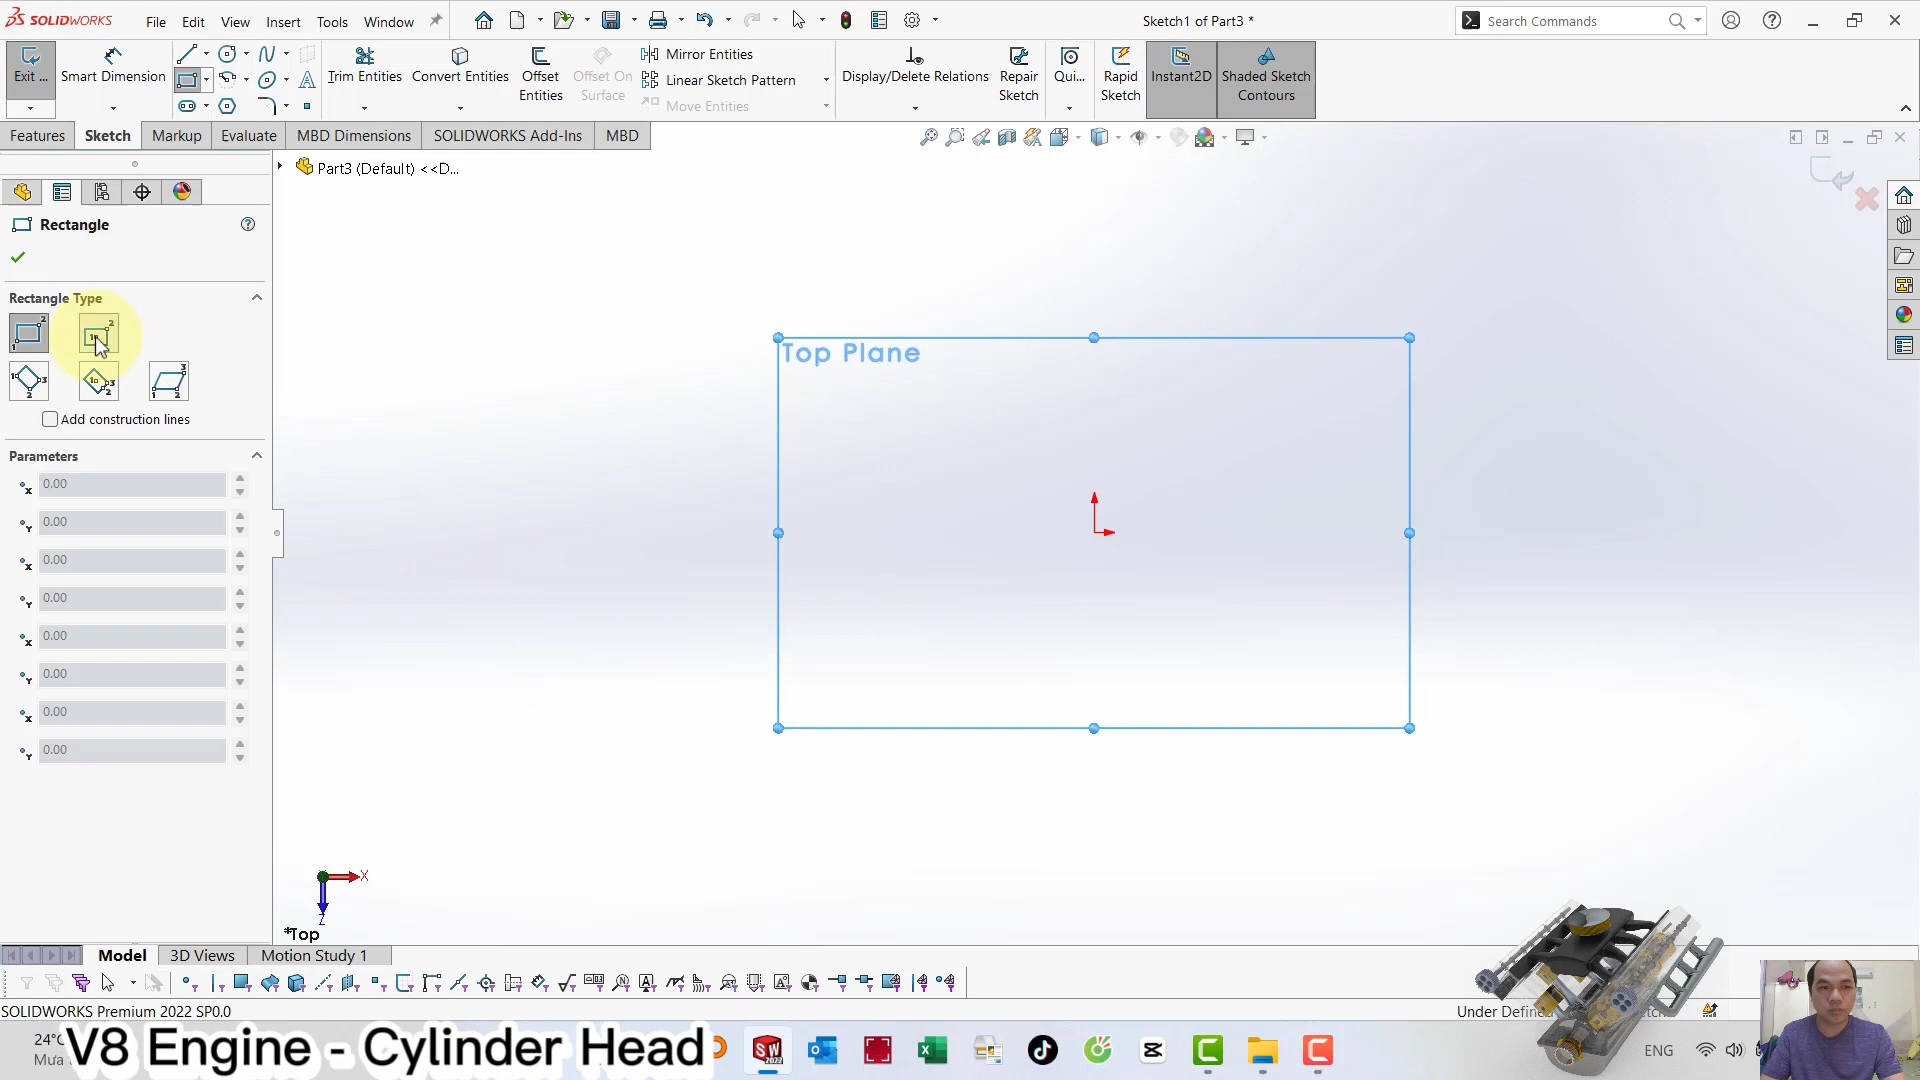 SOLIDWORKS File Edit View Insert Tools Window Sketch1 of Part3 * Search Commands
Exit ... Smart Dimension Trim Entities Convert Entities Offset Entities Offset On Surface Mirror Entities Linear Sketch Pattern Move Entities Display/Delete Relations Repair Sketch Qui... Rapid Sketch Instant2D Shaded Sketch Contours
Features Sketch Markup Evaluate MBD Dimensions SOLIDWORKS Add-Ins MBD
Part3 (Default) <<D...
Rectangle
Rectangle Type
Add construction lines
Parameters
0.00
0.00
0.00
0.00
0.00
0.00
0.00
0.00
Top Plane
X
Z
*Top
Model 3D Views Motion Study 1
SOLIDWORKS Premium 2022 SP0.0
Under Define
24°C
Mưa
V8 Engine - Cylinder Head
ENG